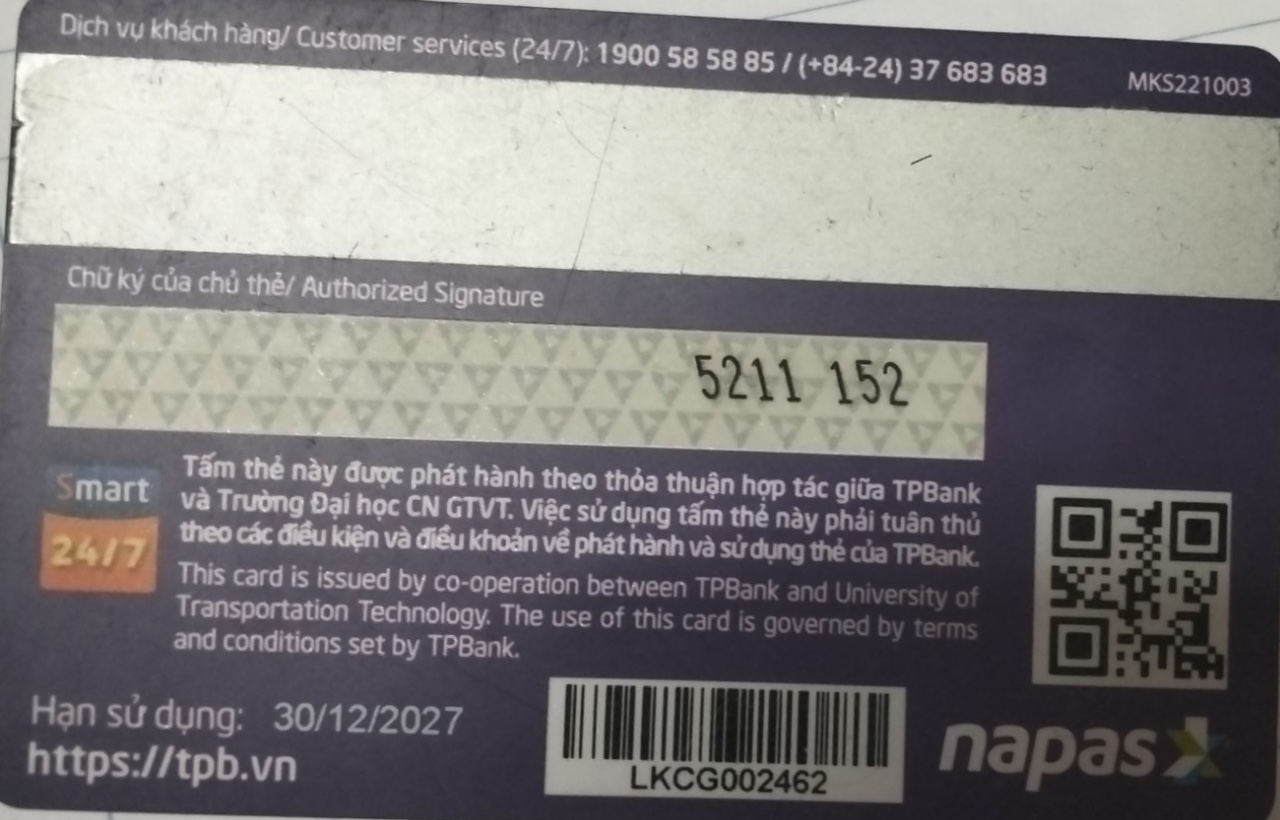 Dịch vụ khách hàng/ Customer services (24/7): 1900 58 58 85 / (+84-24) 37 683 683
MKS221003
Chữ ký của chủ thẻ/ Authorized Signature
5211 152
Smart
24/7
Tấm thẻ này được phát hành theo thỏa thuận hợp tác giữa TPBank
và Trường Đại học CN GTVT. Việc sử dụng tấm thẻ này phải tuân thủ
theo các điều kiện và điều khoản về phát hành và sử dụng thẻ của TPBank.
This card is issued by co-operation between TPBank and University of
Transportation Technology. The use of this card is governed by terms
and conditions set by TPBank.
Hạn sử dụng: 30/12/2027
https://tpb.vn
LKCG002462
napas